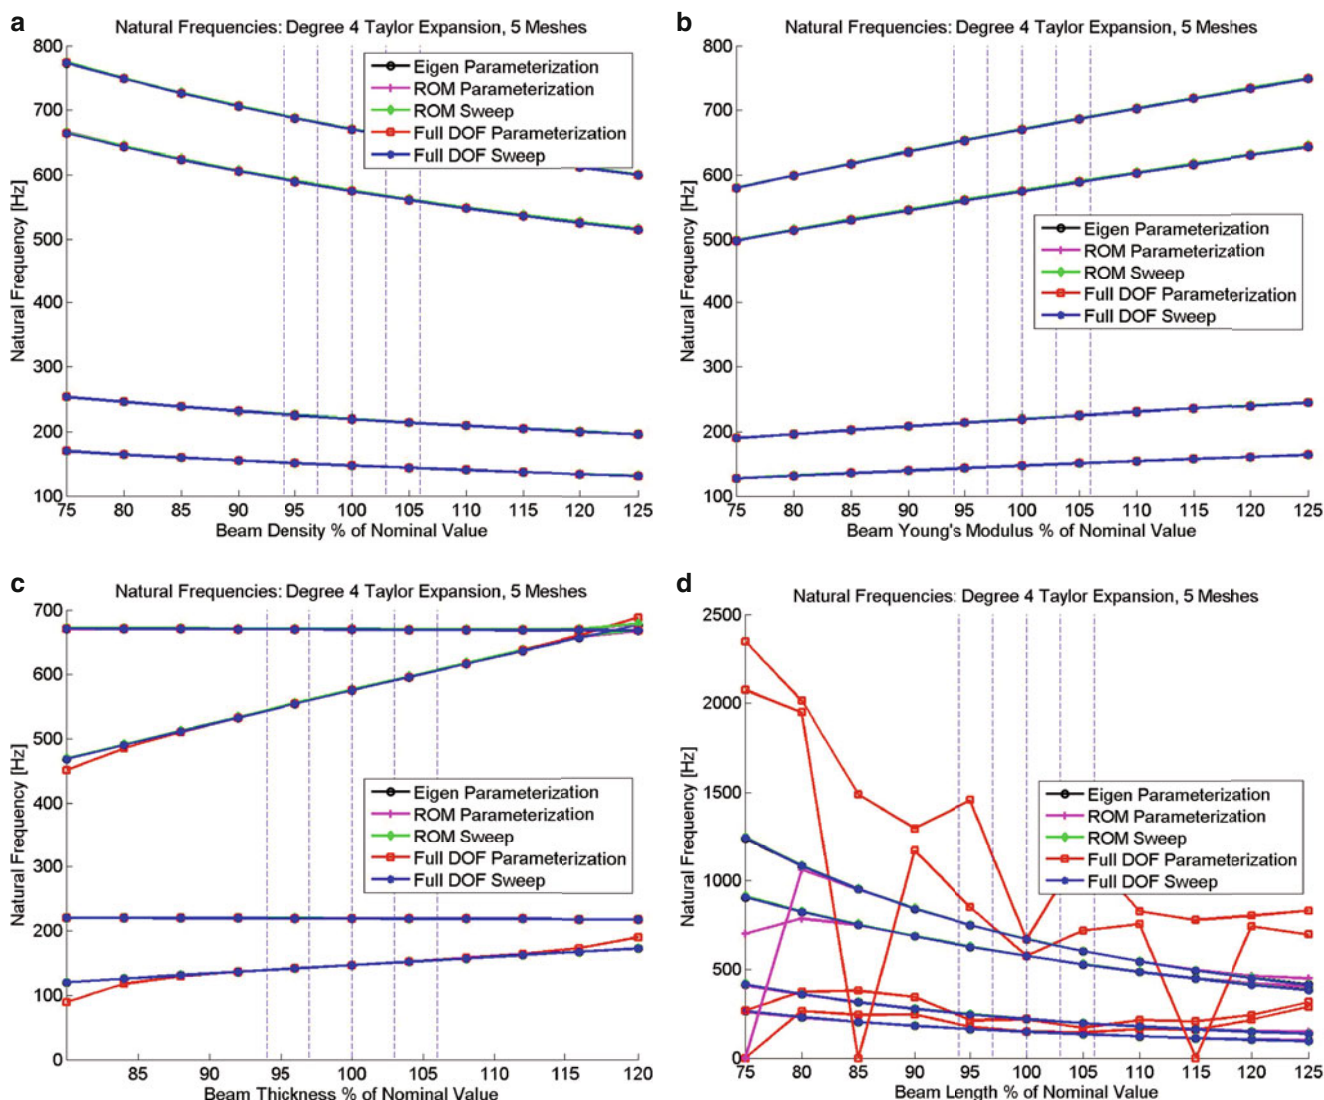 a
Natural Frequencies: Degree 4 Taylor Expansion, 5 Meshes
800
700
600
500
400
300
200
100
Natural Frequency [Hz]
Eigen Parameterization
ROM Parameterization
ROM Sweep
Full DOF Parameterization
Full DOF Sweep
75 80 85 90 95 100 105 110 115 120 125
Beam Density % of Nominal Value
b
Natural Frequencies: Degree 4 Taylor Expansion, 5 Meshes
800
700
600
500
400
300
200
100
Natural Frequency [Hz]
Eigen Parameterization
ROM Parameterization
ROM Sweep
Full DOF Parameterization
Full DOF Sweep
75 80 85 90 95 100 105 110 115 120 125
Beam Young's Modulus % of Nominal Value
c
Natural Frequencies: Degree 4 Taylor Expansion, 5 Meshes
700
600
500
400
300
200
100
0
Natural Frequency [Hz]
Eigen Parameterization
ROM Parameterization
ROM Sweep
Full DOF Parameterization
Full DOF Sweep
85 90 95 100 105 110 115 120
Beam Thickness % of Nominal Value
d
Natural Frequencies: Degree 4 Taylor Expansion, 5 Meshes
2500
2000
1500
1000
500
0
Natural Frequency [Hz]
Eigen Parameterization
ROM Parameterization
ROM Sweep
Full DOF Parameterization
Full DOF Sweep
75 80 85 90 95 100 105 110 115 120 125
Beam Length % of Nominal Value